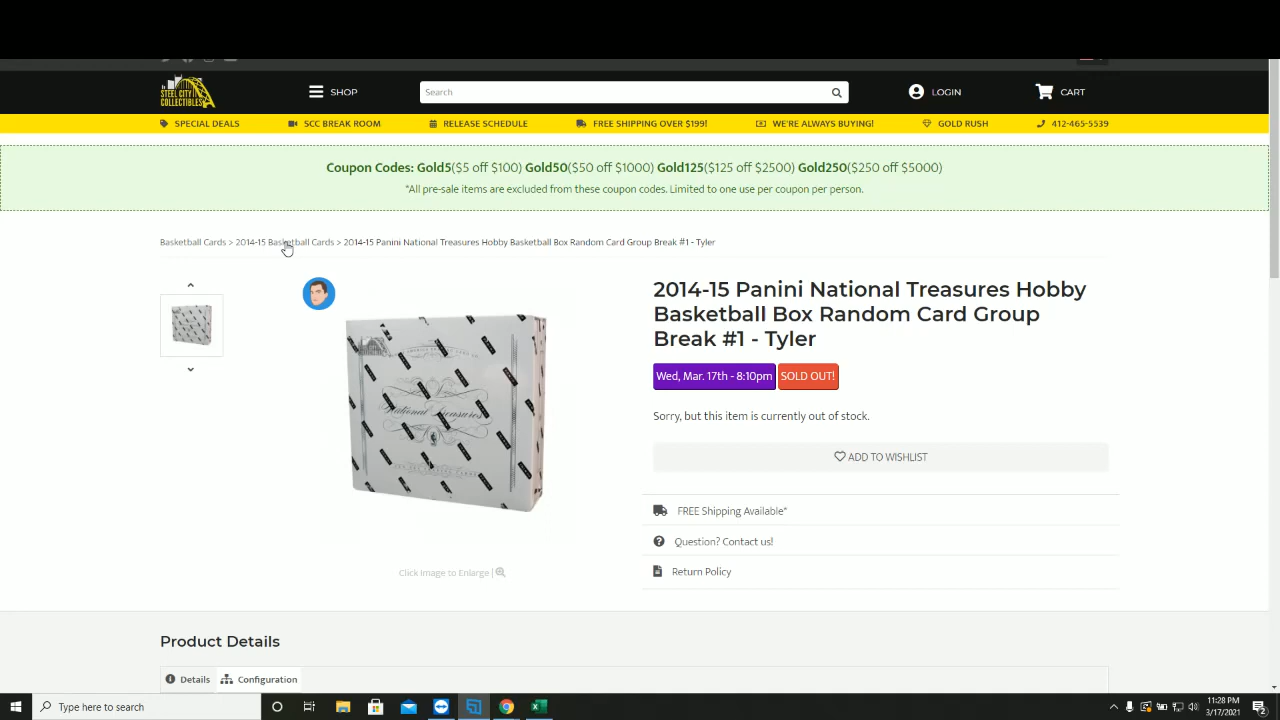 STEEL CITY
COLLECTIBLES
SHOP
Search
LOGIN
CART
SPECIAL DEALS
SCC BREAK ROOM
RELEASE SCHEDULE
FREE SHIPPING OVER $199!
WE'RE ALWAYS BUYING!
GOLD RUSH
412-465-5539
Coupon Codes: Gold5($5 off $100) Gold50($50 off $1000) Gold125($125 off $2500) Gold250($250 off $5000)
*All pre-sale items are excluded from these coupon codes. Limited to one use per coupon per person.
Basketball Cards > 2014-15 Basketball Cards > 2014-15 Panini National Treasures Hobby Basketball Box Random Card Group Break #1 - Tyler
2014-15 Panini National Treasures Hobby
Basketball Box Random Card Group
Break #1 - Tyler
Wed, Mar. 17th - 8:10pm
SOLD OUT!
Sorry, but this item is currently out of stock.
ADD TO WISHLIST
National Treasures
FREE Shipping Available*
Question? Contact us!
Return Policy
Click Image to Enlarge |
Product Details
Details
Configuration
Type here to search
11:28 PM
3/17/2021
2